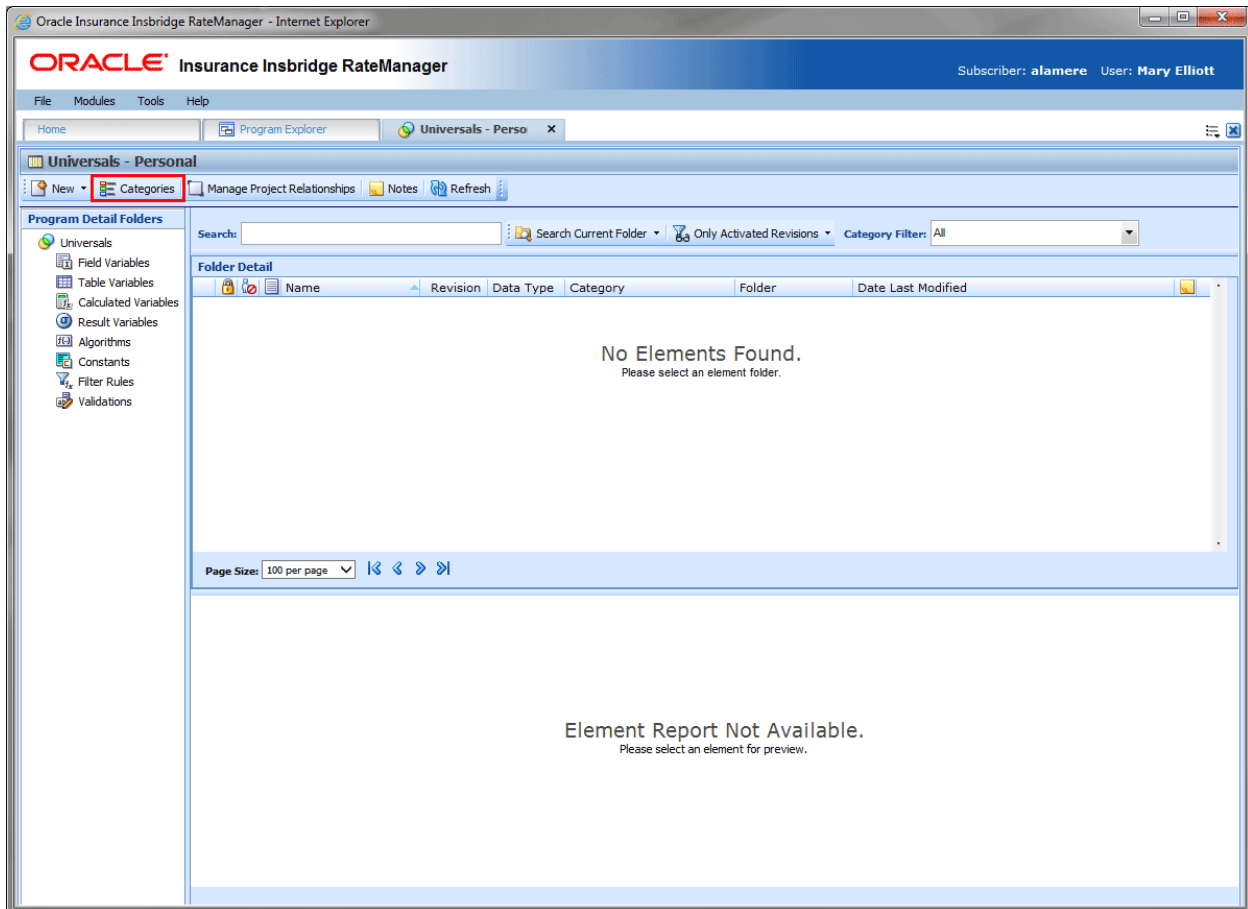 Oracle Insurance Insbridge RateManager - Internet Explorer
ORACLE Insurance Insbridge RateManager
Subscriber: alamere User: Mary Elliott
File Modules Tools Help
Home Program Explorer Universals - Perso
Universals - Personal
New Categories Manage Project Relationships Notes Refresh
Program Detail Folders
Universals
Field Variables
Table Variables
Calculated Variables
Result Variables
Algorithms
Constants
Filter Rules
Validations
Search: Search Current Folder Only Activated Revisions Category Filter: All
Folder Detail
Name Revision Data Type Category Folder Date Last Modified
No Elements Found.
Please select an element folder.
Page Size: 100 per page
Element Report Not Available.
Please select an element for preview.